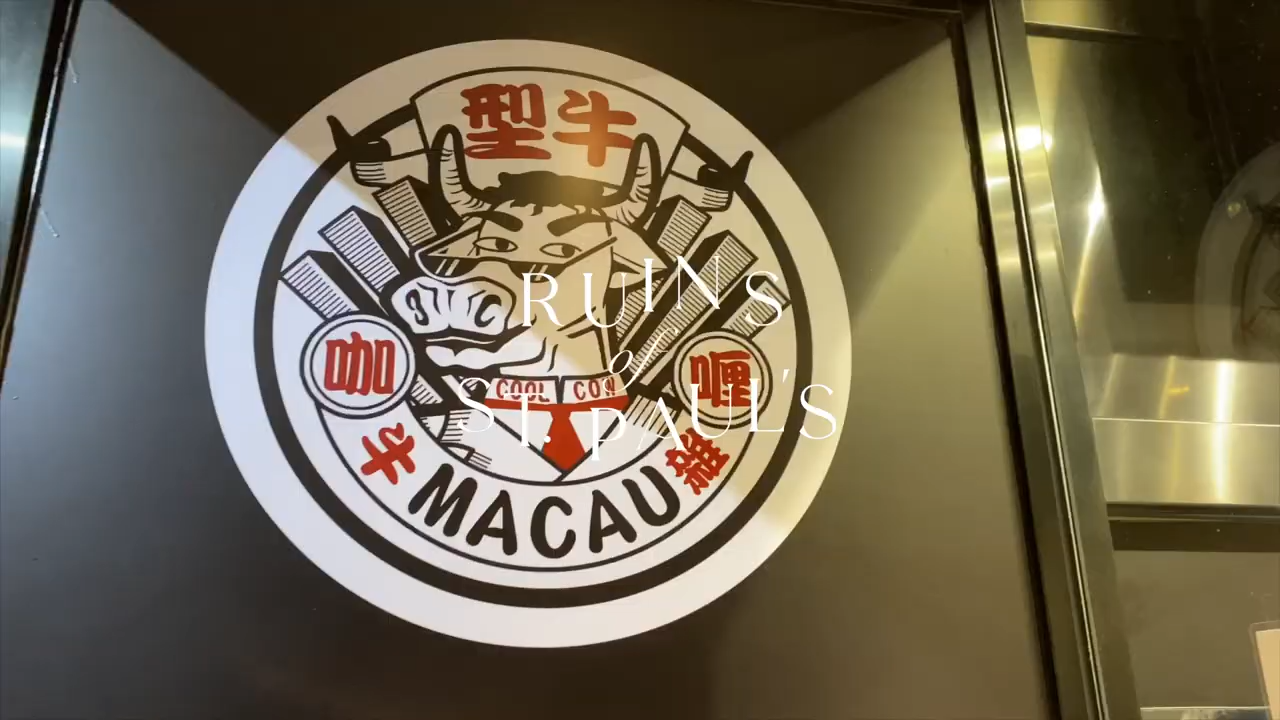 型牛
COOL COW
咖
喱
牛
雜
MACAU
RUINS
of
ST. PAUL'S